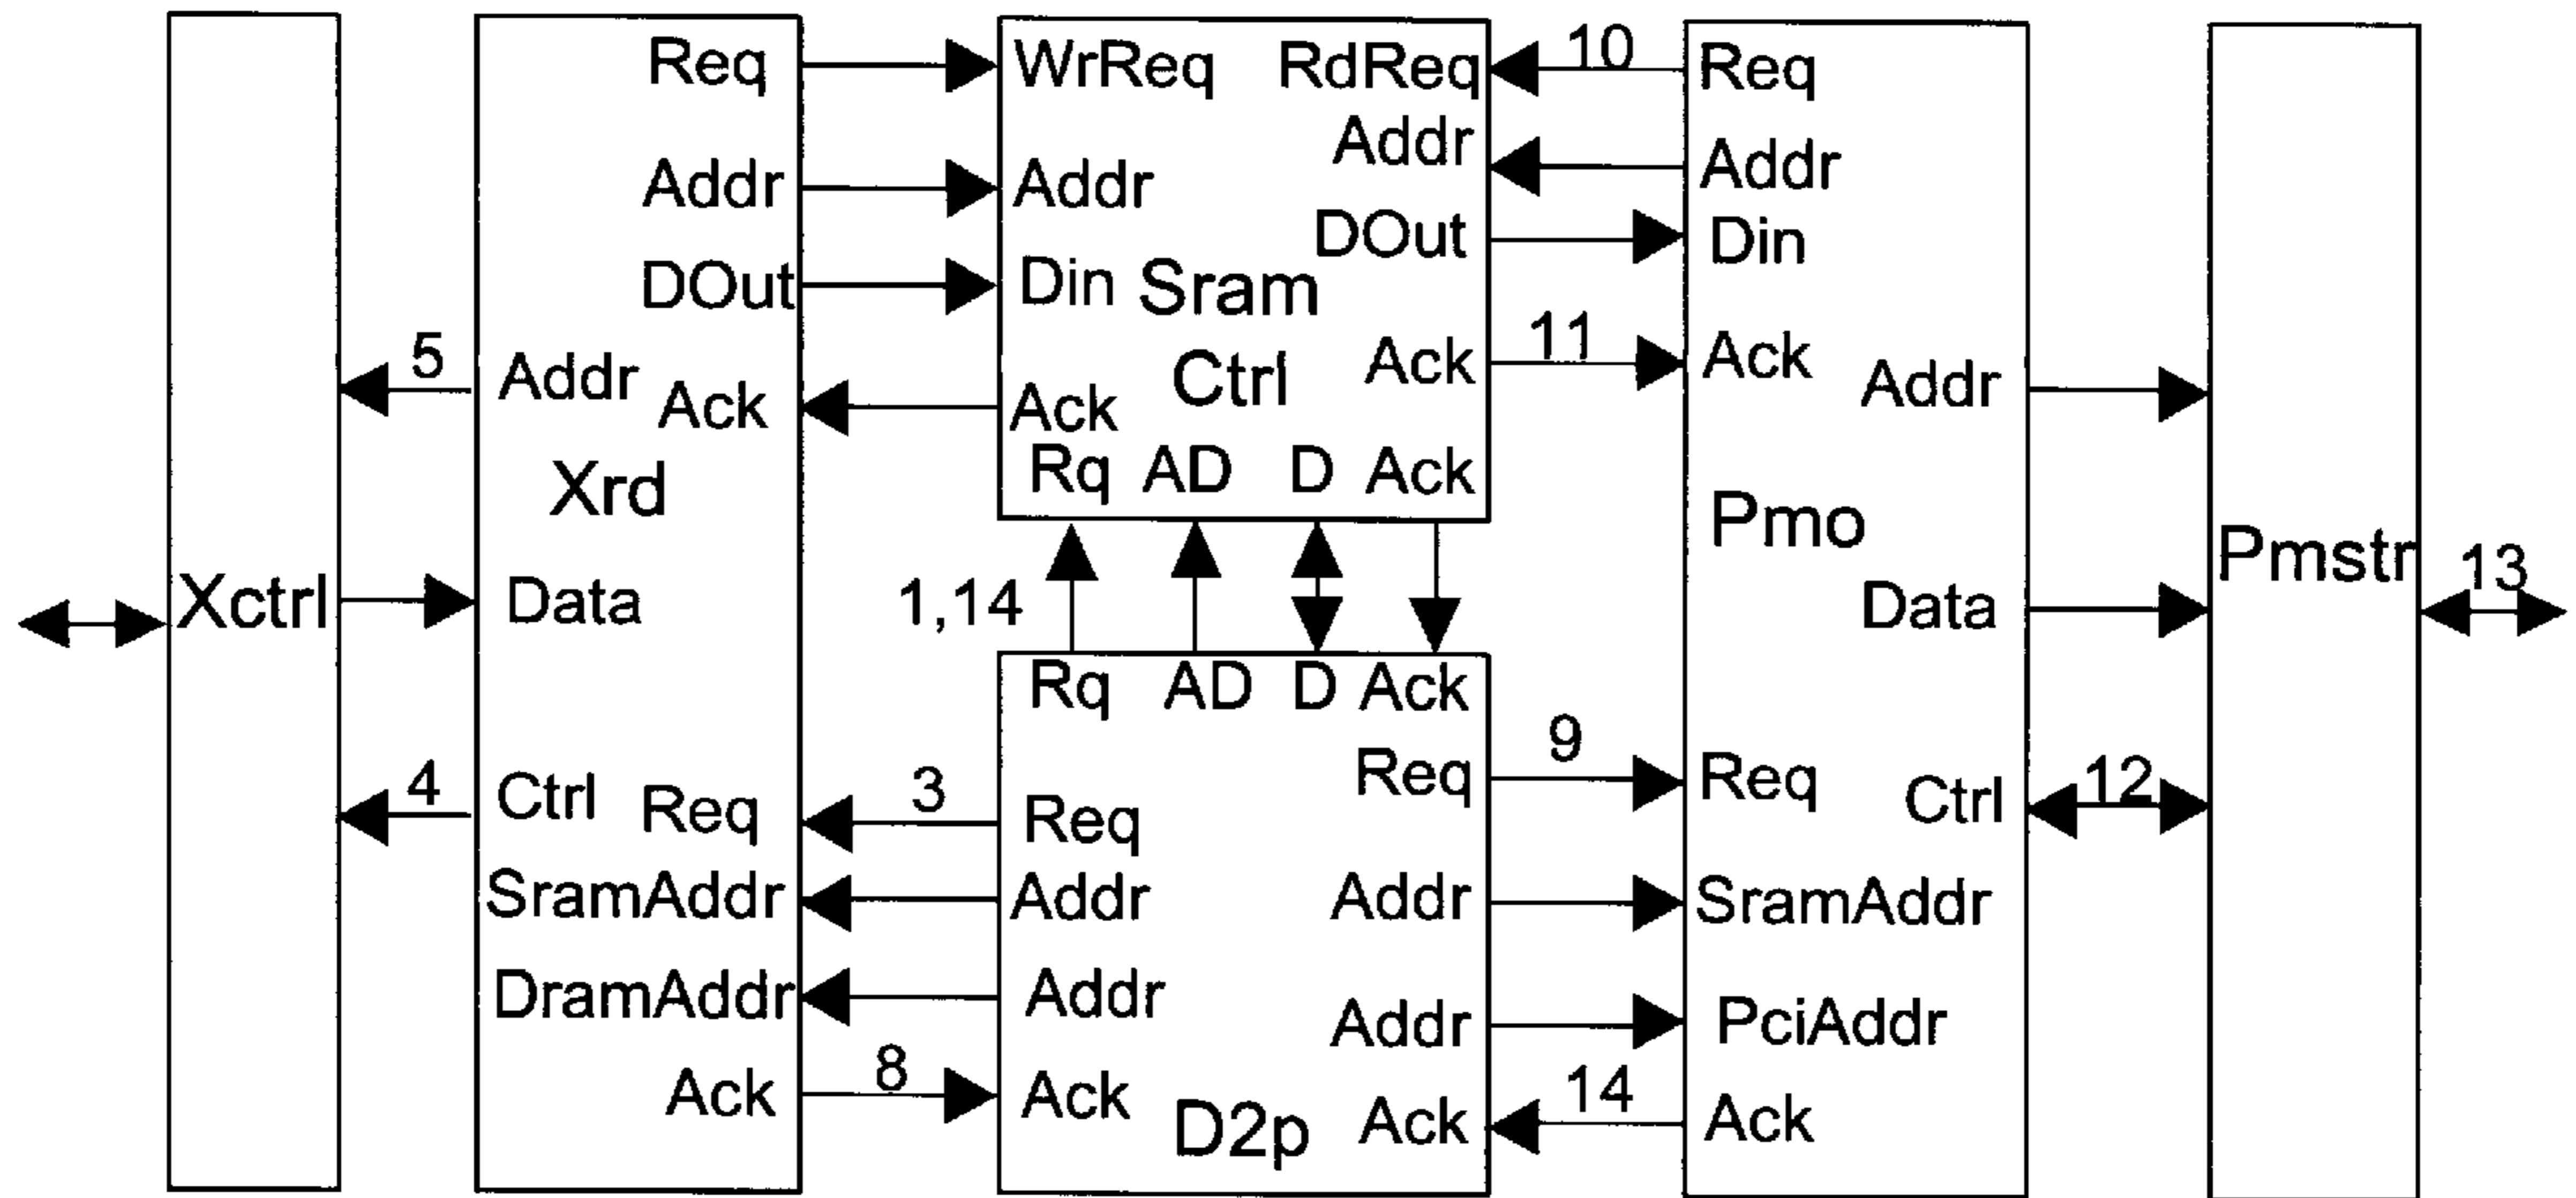 Req WrReq RdReq 10 Req
Addr Addr
Addr Addr Addr
DOut Din
DOut Din Sram
5 Addr Ack Ack Ctrl Ack 11 Ack Addr
Rq AD D Ack
Xrd Pmo
Xctrl Data 1,14 Data Pmstr 13
Rq AD D Ack
9
4 Ctrl Req 3 Req Req Req Ctrl 12
SramAddr Addr Addr SramAddr
DramAddr Addr Addr PciAddr
Ack 8 Ack D2p Ack 14 Ack